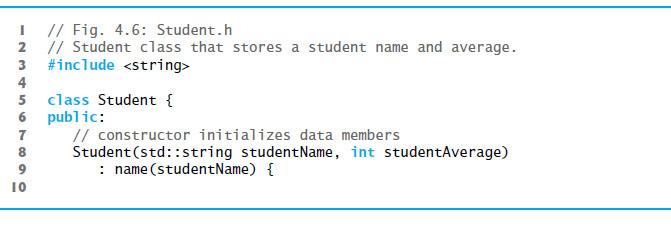 1 // Fig. 4.6: Student.h
2 // Student class that stores a student name and average.
3 #include <string>
4
5 class Student {
6 public:
7 // constructor initializes data members
8 Student(std::string studentName, int studentAverage)
9 : name(studentName) {
10